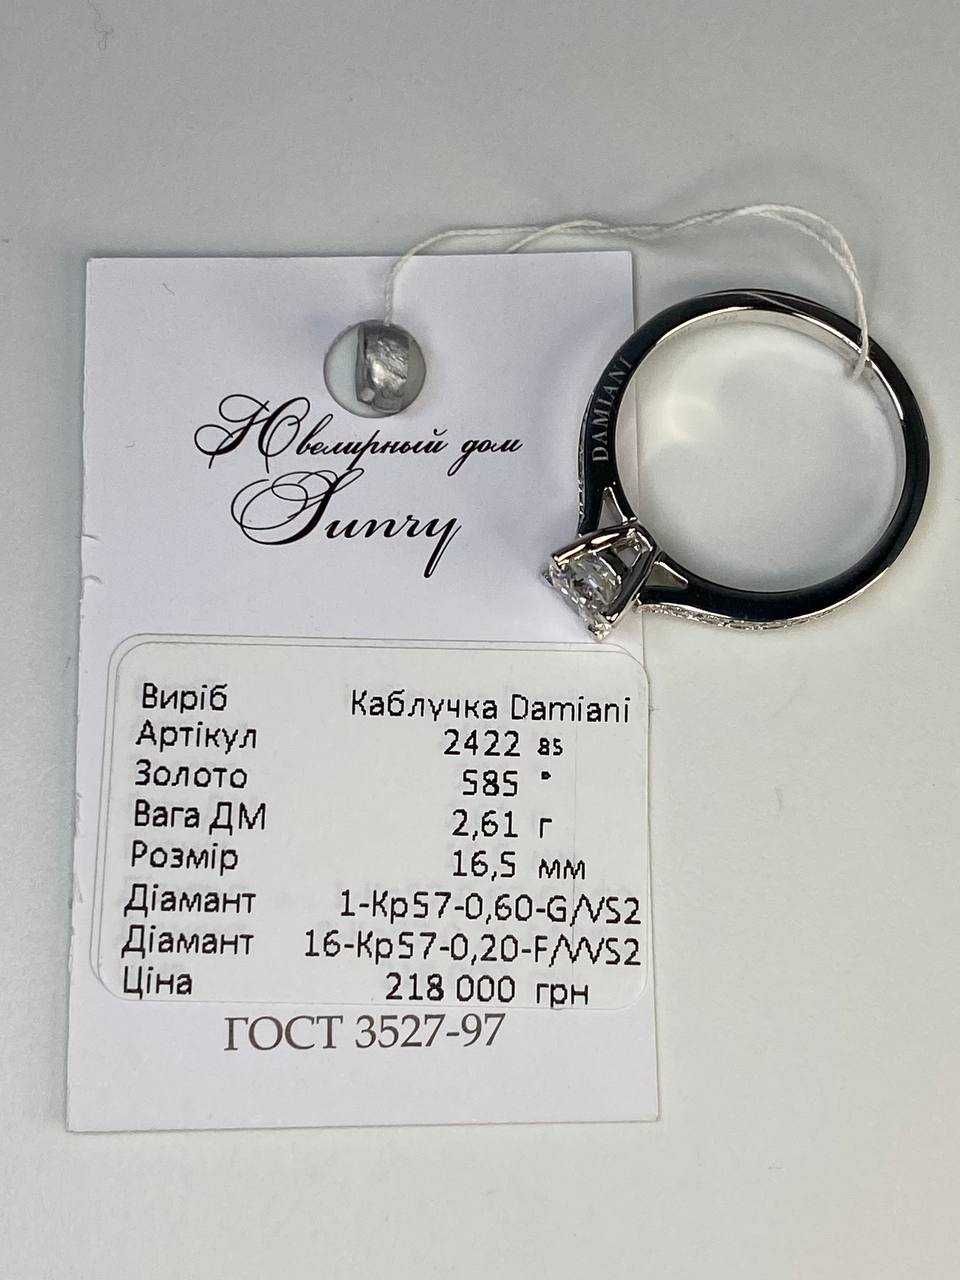 Ювелирный дом
Sunry
DAMIANI
Виріб Каблучка Damiani
Артікул 2422 85
Золото 585 °
Вага ДМ 2,61 г
Розмір 16,5 мм
Діамант 1-Кр57-0,60-G/VS2
Діамант 16-Кр57-0,20-F/VVS2
Ціна 218 000 грн
ГОСТ 3527-97